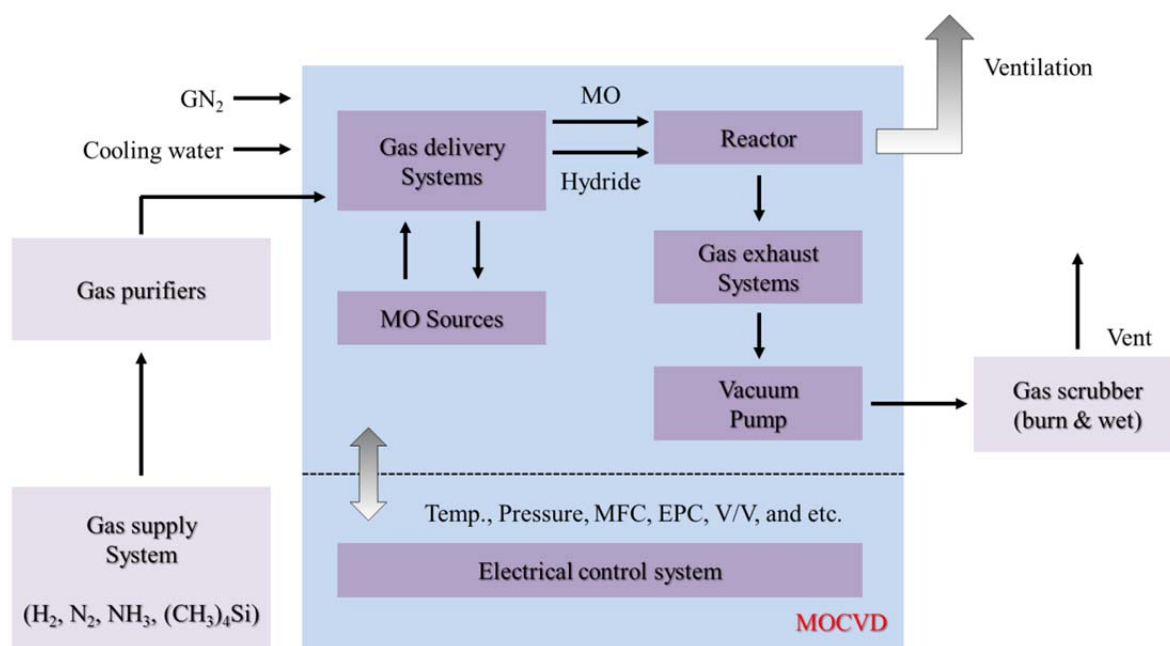 GN₂
Cooling water
Gas purifiers
Gas supply
System
(H₂, N₂, NH₃, (CH₃)₄Si)
Gas delivery
Systems
MO
Hydride
MO Sources
Reactor
Gas exhaust
Systems
Vacuum
Pump
Ventilation
Vent
Gas scrubber
(burn & wet)
Temp., Pressure, MFC, EPC, V/V, and etc.
Electrical control system
MOCVD